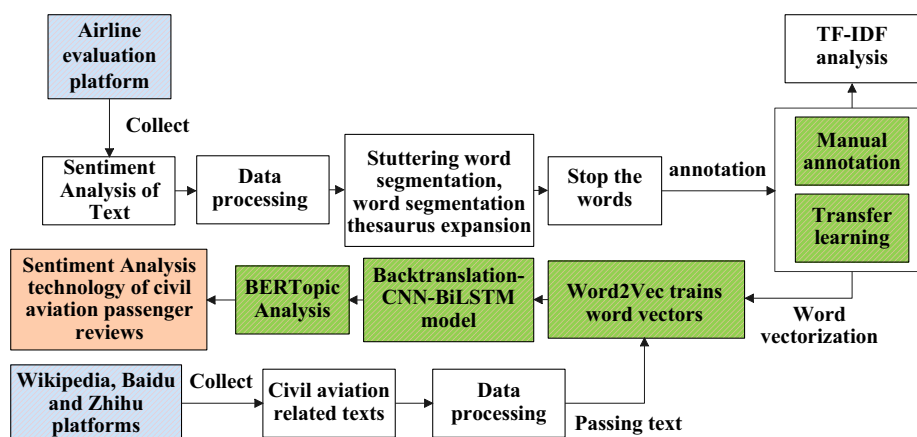 Airline
evaluation
platform
Collect
Sentiment
Analysis of
Text
Data
processing
Stuttering word
segmentation,
word segmentation
thesaurus expansion
Stop the
words
annotation
TF-IDF
analysis
Manual
annotation
Transfer
learning
Word
vectorization
Word2Vec trains
word vectors
Backtranslation-
CNN-BiLSTM
model
BERTopic
Analysis
Sentiment Analysis
technology of civil
aviation passenger
reviews
Wikipedia, Baidu
and Zhihu
platforms
Collect
Civil aviation
related texts
Data
processing
Passing text